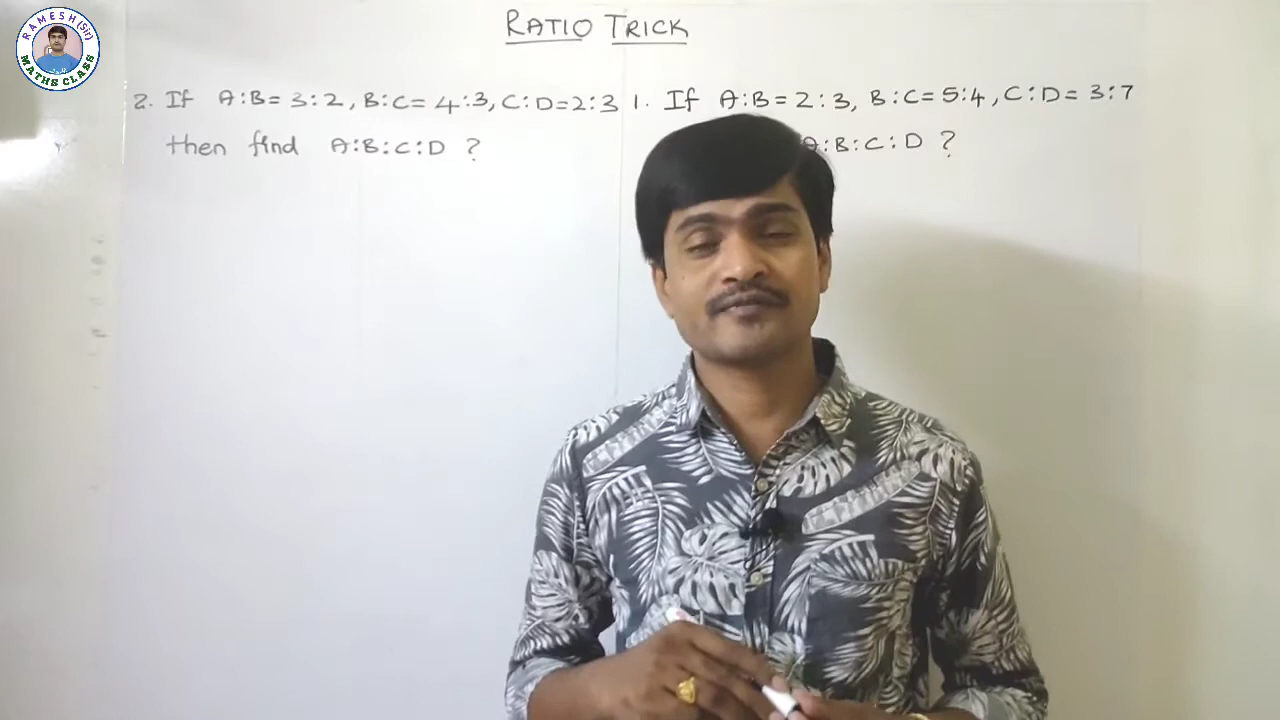 RAMESH(Sir)
MATHS CLASS
RATIO TRICK
2. If A:B= 3:2, B:C= 4:3, C:D=2:3
then find A:B:C:D ?
1. If A:B=2:3, B:C=5:4, C:D= 3:7
A:B:C:D ?